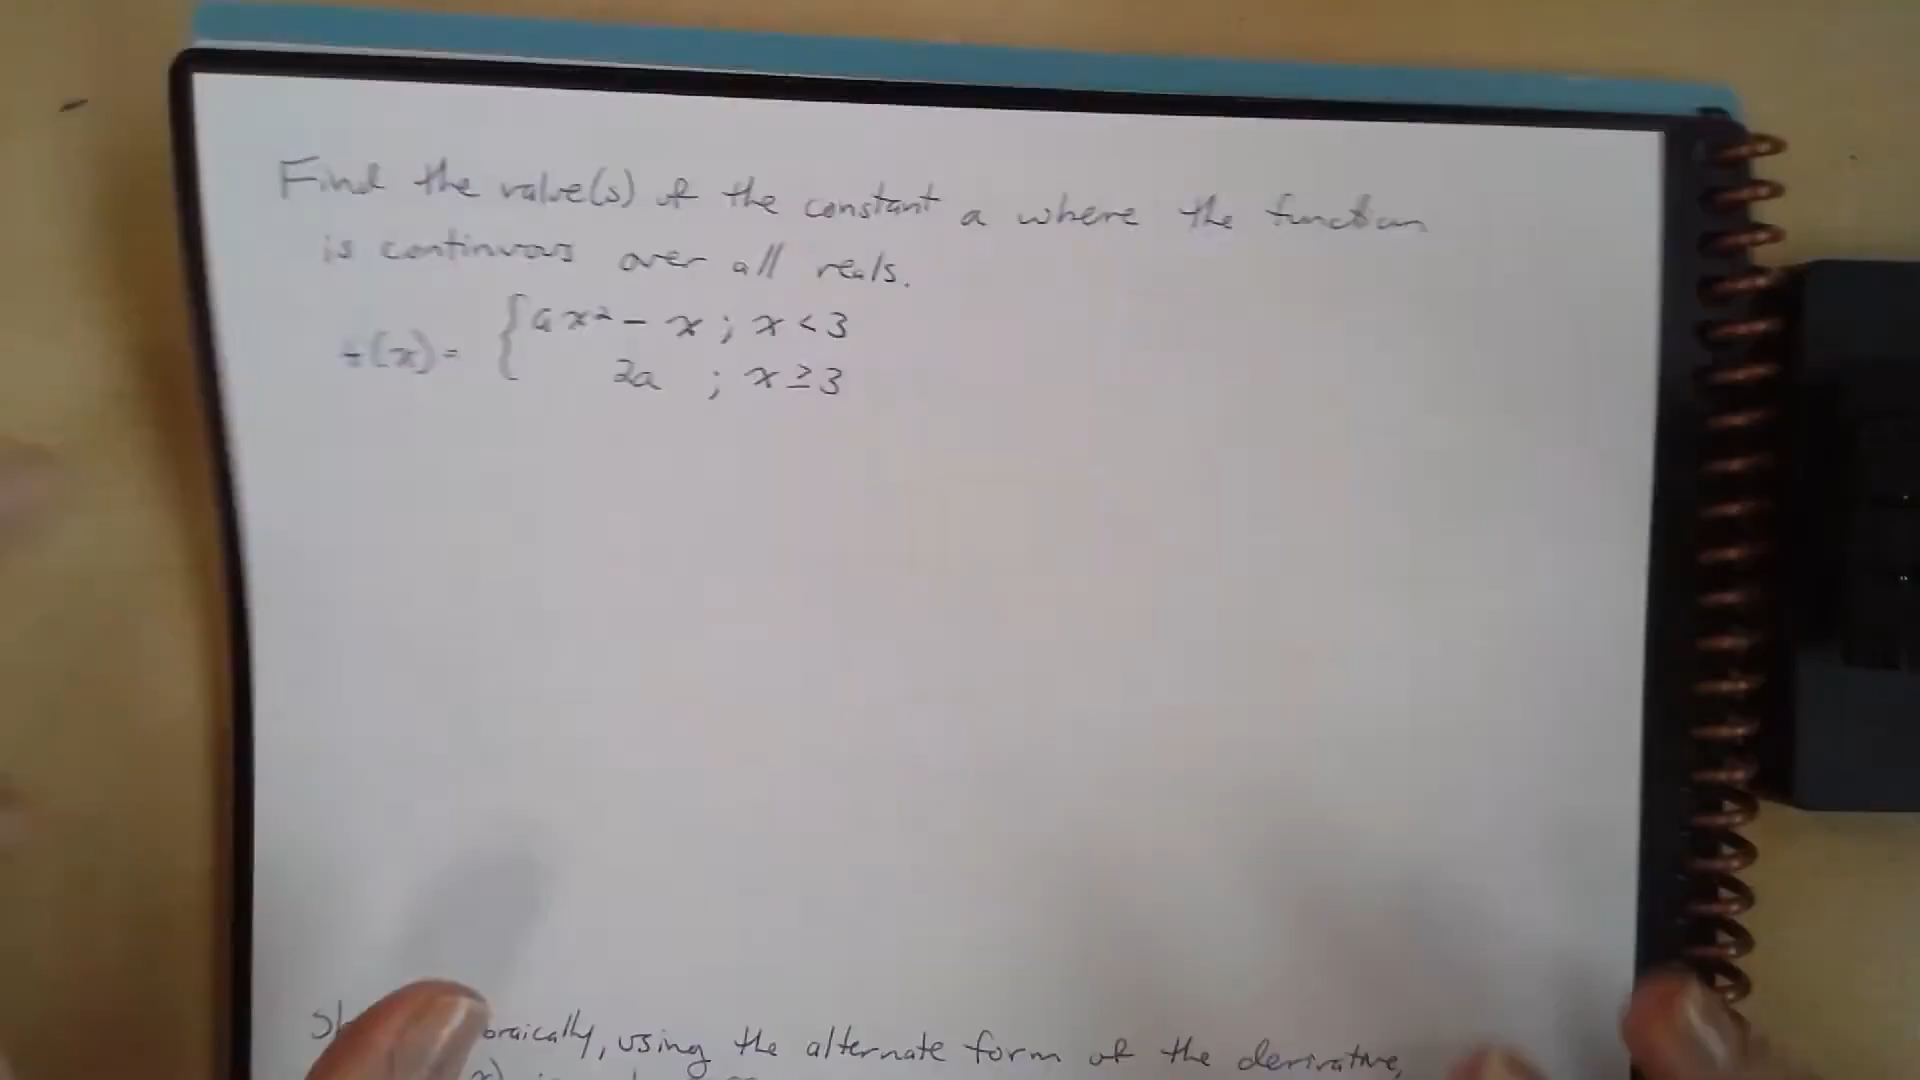 Find the value(s) of the constant a where the function
is continuous over all reals.
f(x) = { ax² - x ; x < 3
2a ; x ≥ 3
using the alternate form of the derivative,